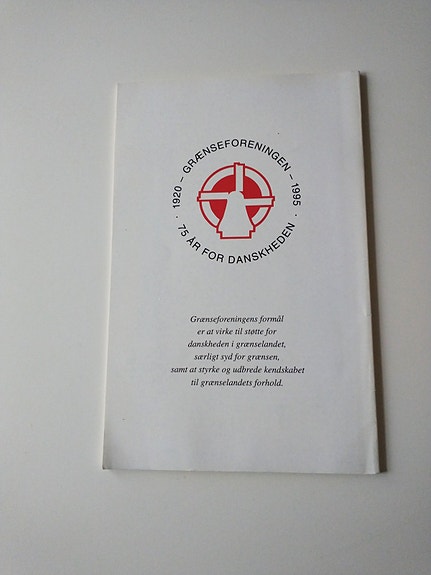 1920 – GRÆNSEFORENINGEN – 1995
· 75 ÅR FOR DANSKHEDEN ·
Grænseforeningens formål
er at virke til støtte for
danskheden i grænselandet,
særligt syd for grænsen,
samt at styrke og udbrede kendskabet
til grænselandets forhold.